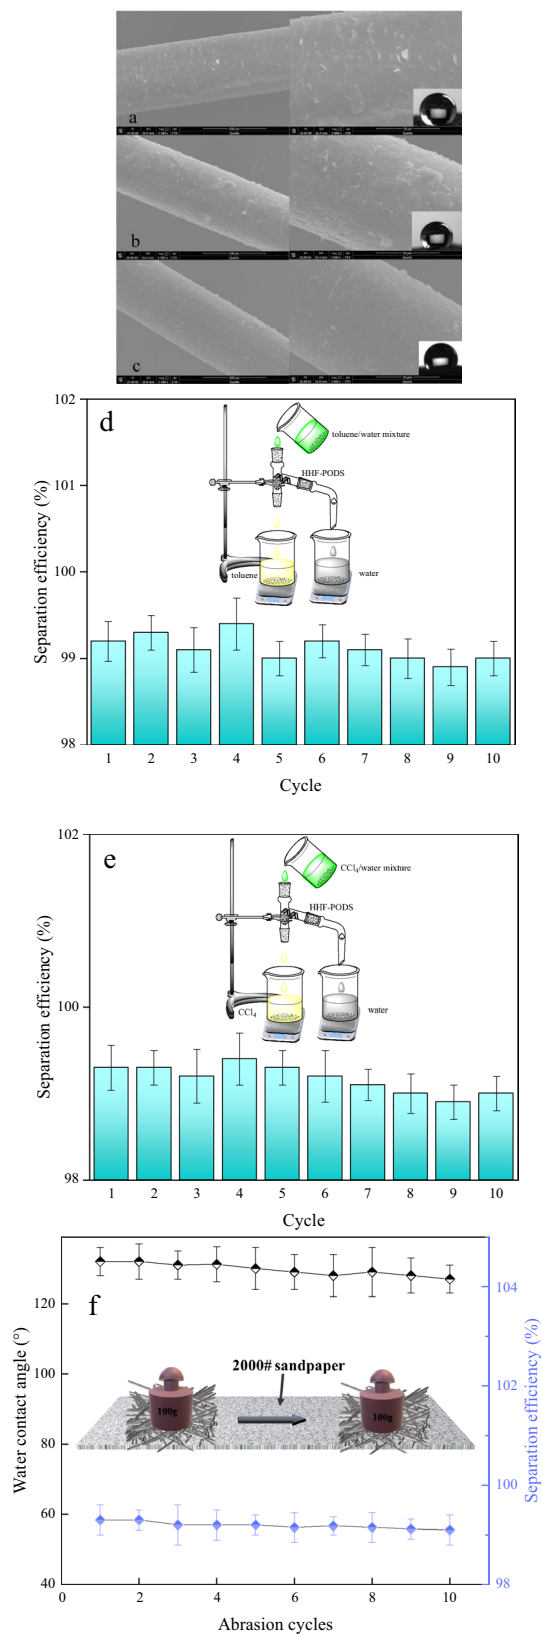 a
b
c
102
d
toluene/water mixture
101
HHF-PODS
100
toluene
water
99
98
Separation efficiency (%)
1 2 3 4 5 6 7 8 9 10
Cycle
102
e
CCl₄/water mixture
HHF-PODS
100
CCl₄
water
98
Separation efficiency (%)
1 2 3 4 5 6 7 8 9 10
Cycle
f
120
100
80
60
40
Water contact angle (°)
2000# sandpaper
100g
100g
104
102
100
98
Separation efficiency (%)
0 2 4 6 8 10
Abrasion cycles